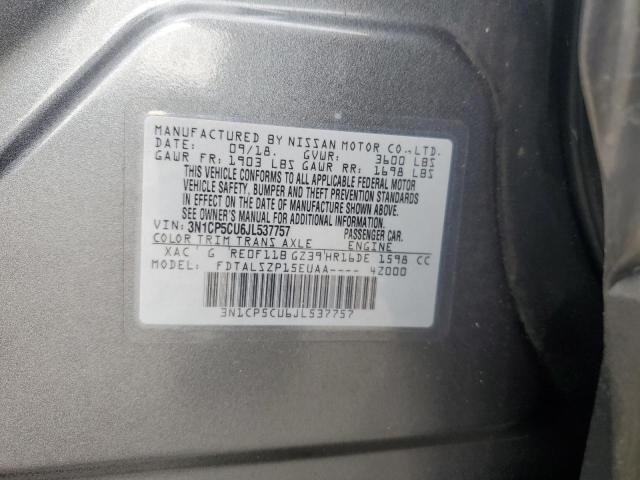 MANUFACTURED BY NISSAN MOTOR CO.,LTD.
DATE: 09/18. GVWR: 3600 LBS
GAWR FR: 1903 LBS GAWR RR: 1698 LBS
THIS VEHICLE CONFORMS TO ALL APPLICABLE FEDERAL MOTOR
VEHICLE SAFETY, BUMPER AND THEFT PREVENTION STANDARDS
IN EFFECT ON THE DATE OF MANUFACTURE SHOWN ABOVE.
SEE OWNER'S MANUAL FOR ADDITIONAL INFORMATION.
VIN: 3N1CP5CU6JL537757 PASSENGER CAR.
COLOR TRIM TRANS AXLE ENGINE
XAC G RE0F11B GZ39 HR16DE 1598 CC
FDTALSZP15EUAA---- 4Z000
3N1CP5CU6JL537757